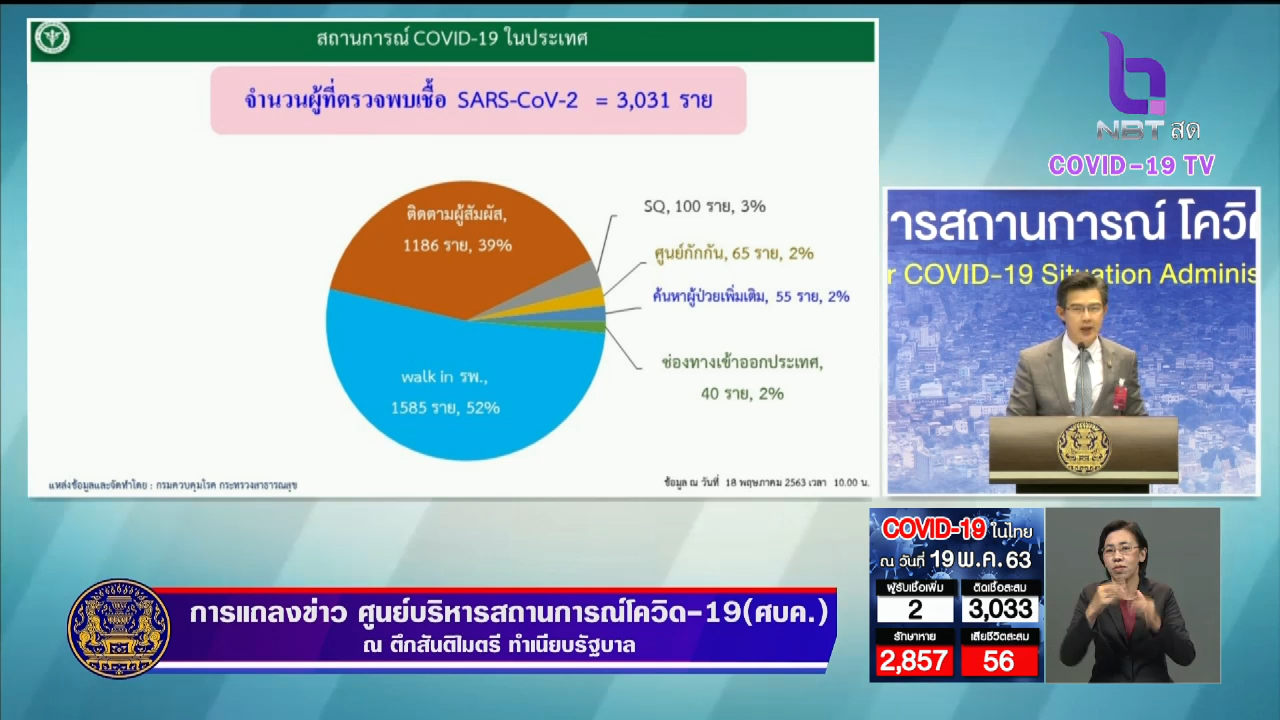 สถานการณ์ COVID-19 ในประเทศ
จำนวนผู้ที่ตรวจพบเชื้อ SARS-CoV-2 = 3,031 ราย
ติดตามผู้สัมผัส,
1186 ราย, 39%
SQ, 100 ราย, 3%
ศูนย์กักกัน, 65 ราย, 2%
ค้นหาผู้ป่วยเพิ่มเติม, 55 ราย, 2%
ช่องทางเข้าออกประเทศ,
40 ราย, 2%
walk in รพ.,
1585 ราย, 52%
แหล่งข้อมูลและจัดทำโดย : กรมควบคุมโรค กระทรวงสาธารณสุข
ข้อมูล ณ วันที่ 18 พฤษภาคม 2563 เวลา 10.00 น.
NBT สด
COVID-19 TV
ารสถานการณ์ โควิ
r COVID-19 Situation Adminis
COVID-19 ในไทย
ณ วันที่ 19 พ.ค. 63
ผู้รับเชื้อเพิ่ม
2
ติดเชื้อสะสม
3,033
รักษาหาย
2,857
เสียชีวิตสะสม
56
การแถลงข่าว ศูนย์บริหารสถานการณ์โควิด-19(ศบค.)
ณ ตึกสันติไมตรี ทำเนียบรัฐบาล